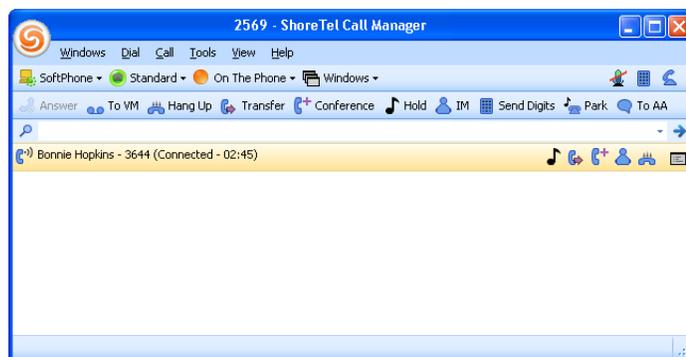 2569 - ShoreTel Call Manager
Windows Dial Call Tools View Help
SoftPhone Standard On The Phone Windows
Answer To VM Hang Up Transfer Conference Hold IM Send Digits Park To AA
Bonnie Hopkins - 3644 (Connected - 02:45)